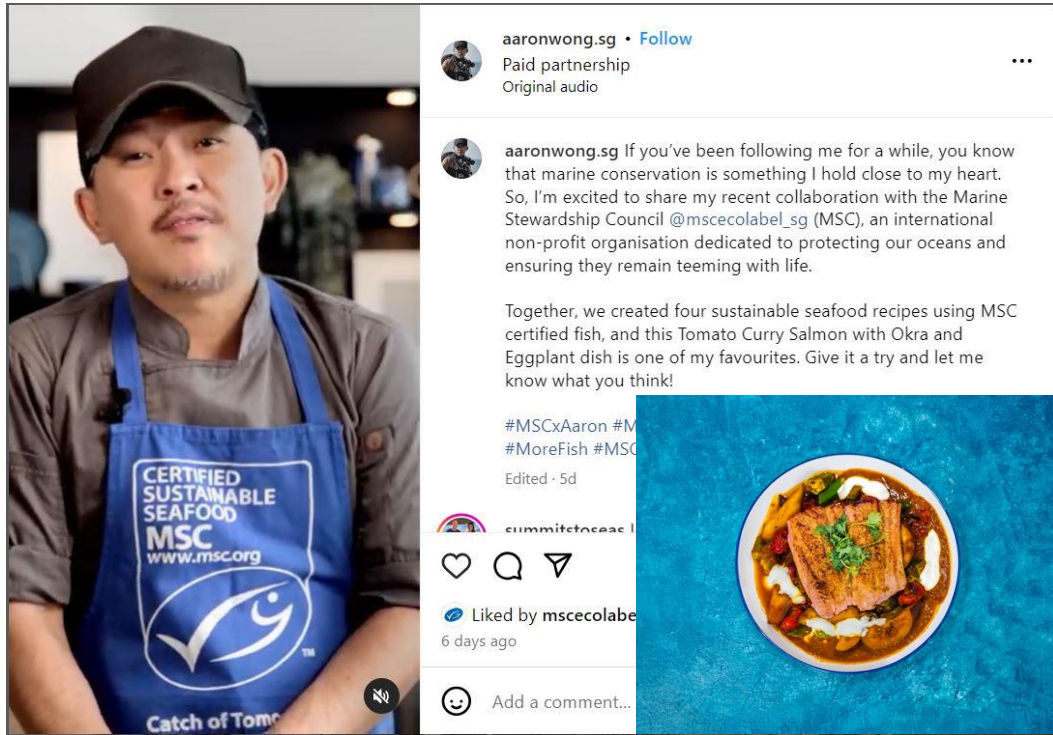 CERTIFIED
SUSTAINABLE
SEAFOOD
MSC
www.msc.org
TM
Catch of
aaronwong.sg • Follow
Paid partnership
Original audio
aaronwong.sg If you’ve been following me for a while, you know
that marine conservation is something I hold close to my heart.
So, I’m excited to share my recent collaboration with the Marine
Stewardship Council @mscecolabel_sg (MSC), an international
non-profit organisation dedicated to protecting our oceans and
ensuring they remain teeming with life.
Together, we created four sustainable seafood recipes using MSC
certified fish, and this Tomato Curry Salmon with Okra and
Eggplant dish is one of my favourites. Give it a try and let me
know what you think!
#MSCxAaron #M
#MoreFish #MSC
Edited · 5d
summitstoseas
Liked by mscecolabe
6 days ago
Add a comment...